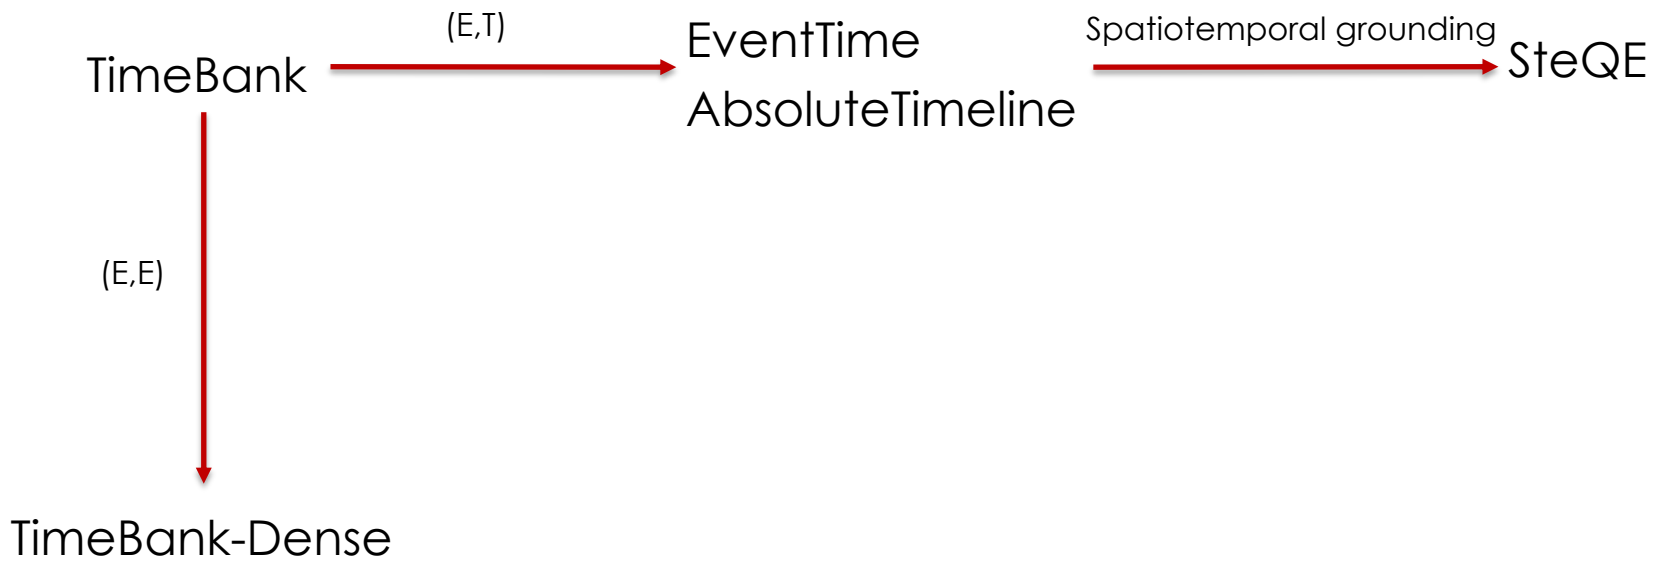 (E,T)
Spatiotemporal grounding
TimeBank
EventTime
AbsoluteTimeline
SteQE
(E,E)
TimeBank-Dense